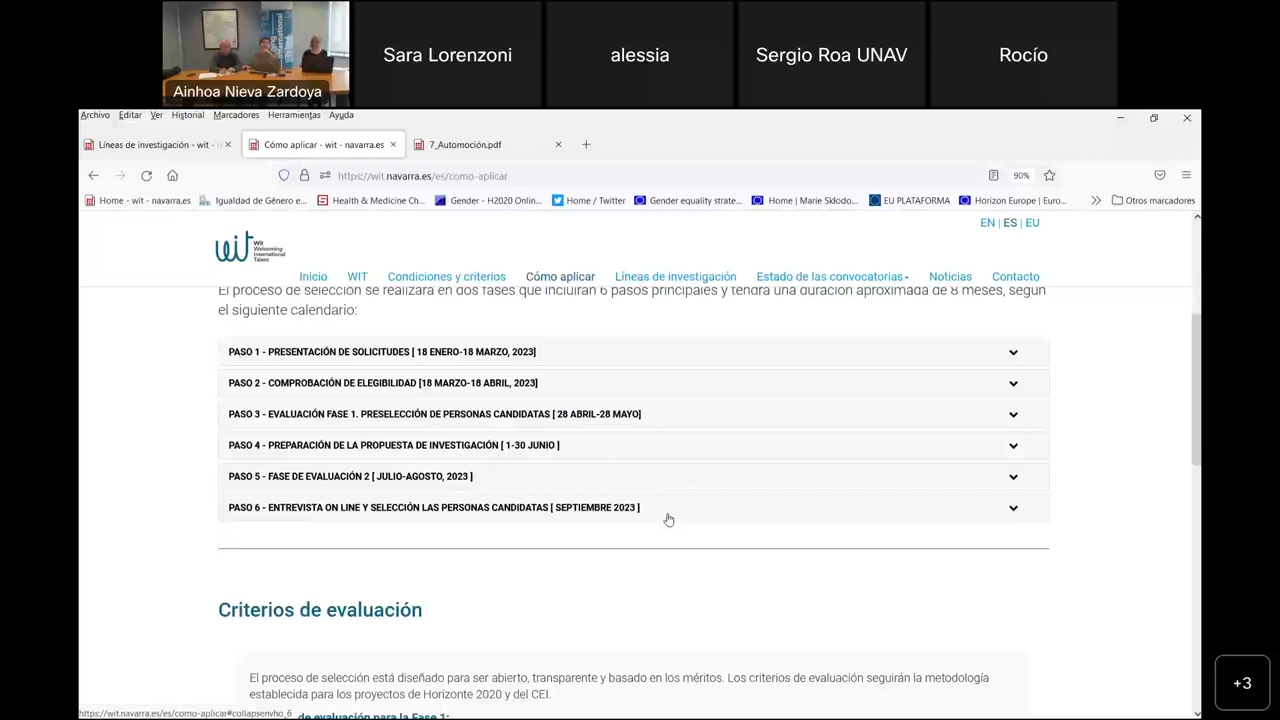 Ainhoa Nieva Zardoya
Sara Lorenzoni
alessia
Sergio Roa UNAV
Rocío
Archivo Editar Ver Historial Marcadores Herramientas Ayuda
Líneas de investigación - wit -
Cómo aplicar - wit - navarra.es
7_Automoción.pdf
https://wit.navarra.es/es/como-aplicar
90%
Home - wit - navarra.es
Igualdad de Género e...
Health & Medicine Ch...
Gender - H2020 Onlin...
Home / Twitter
Gender equality strate...
Home | Marie Skłodo...
EU PLATAFORMA
Horizon Europe | Euro...
Otros marcadores
EN | ES | EU
wit Wit
Welcoming
International
Talent
Inicio WIT Condiciones y criterios Cómo aplicar Líneas de investigación Estado de las convocatorias Noticias Contacto
El proceso de selección se realizará en dos fases que incluirán 6 pasos principales y tendrá una duración aproximada de 8 meses, según
el siguiente calendario:
PASO 1 - PRESENTACIÓN DE SOLICITUDES [ 18 ENERO-18 MARZO, 2023]
PASO 2 - COMPROBACIÓN DE ELEGIBILIDAD [18 MARZO-18 ABRIL, 2023]
PASO 3 - EVALUACIÓN FASE 1. PRESELECCIÓN DE PERSONAS CANDIDATAS [ 28 ABRIL-28 MAYO]
PASO 4 - PREPARACIÓN DE LA PROPUESTA DE INVESTIGACIÓN [ 1-30 JUNIO ]
PASO 5 - FASE DE EVALUACIÓN 2 [ JULIO-AGOSTO, 2023 ]
PASO 6 - ENTREVISTA ON LINE Y SELECCIÓN LAS PERSONAS CANDIDATAS [ SEPTIEMBRE 2023 ]
Criterios de evaluación
El proceso de selección está diseñado para ser abierto, transparente y basado en los méritos. Los criterios de evaluación seguirán la metodología
establecida para los proyectos de Horizonte 2020 y del CEI.
de evaluación para la Fase 1:
https://wit.navarra.es/es/como-aplicar#collapsenvho_6
+3